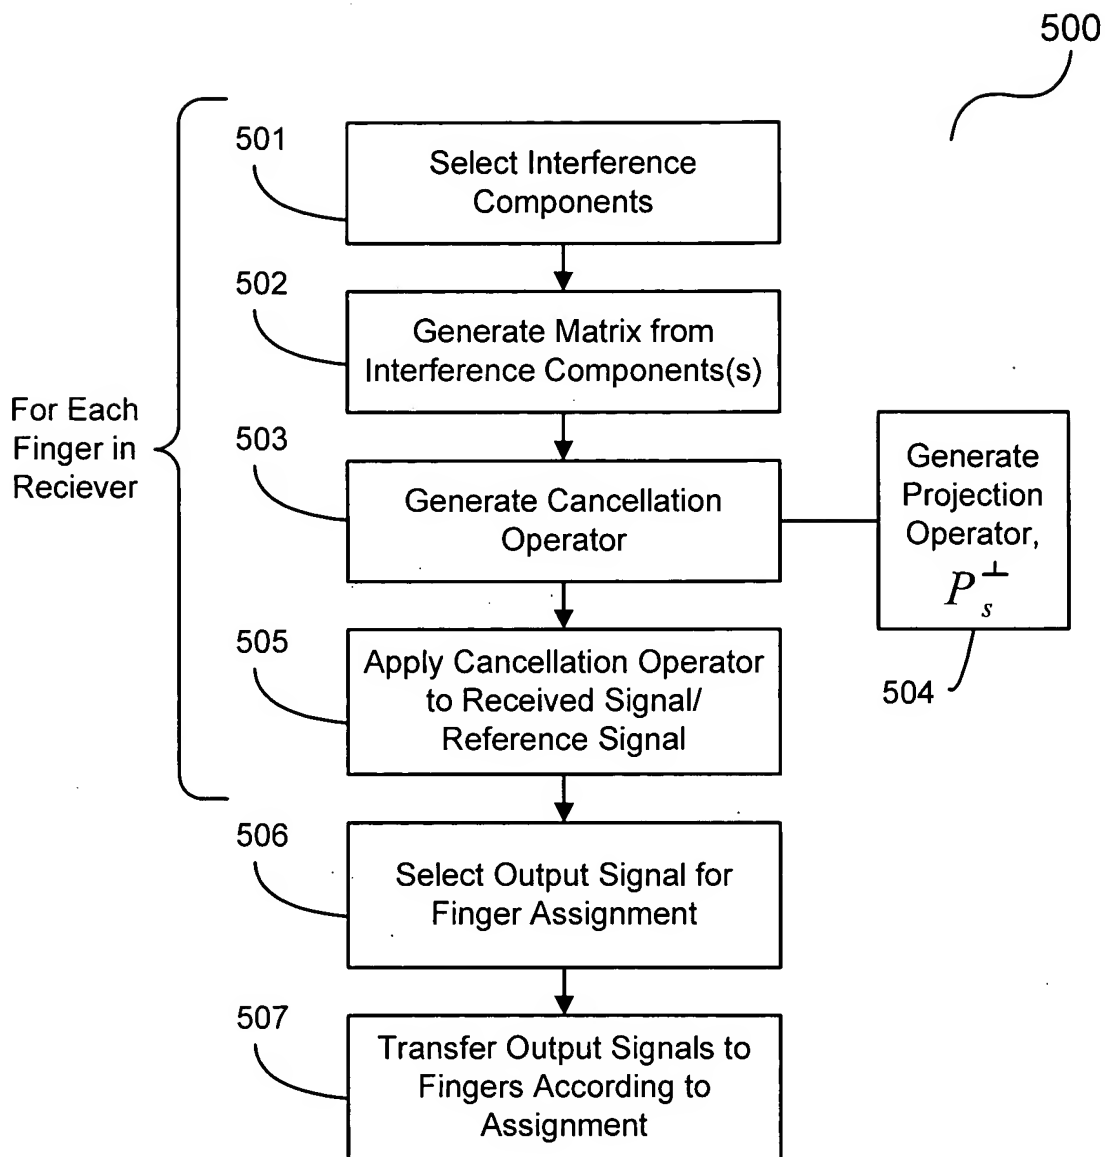 500
501
Select Interference
Components
502
Generate Matrix from
Interference Components(s)
For Each
Finger in
Reciever
503
Generate Cancellation
Operator
Generate
Projection
Operator,
P_s^⊥
504
505
Apply Cancellation Operator
to Received Signal/
Reference Signal
506
Select Output Signal for
Finger Assignment
507
Transfer Output Signals to
Fingers According to
Assignment